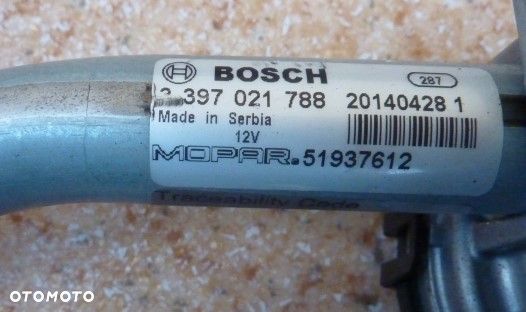 BOSCH 287
3 397 021 788 20140428 1
Made in Serbia
12V
MOPAR. 51937612
Traceability Code
OTOMOTO